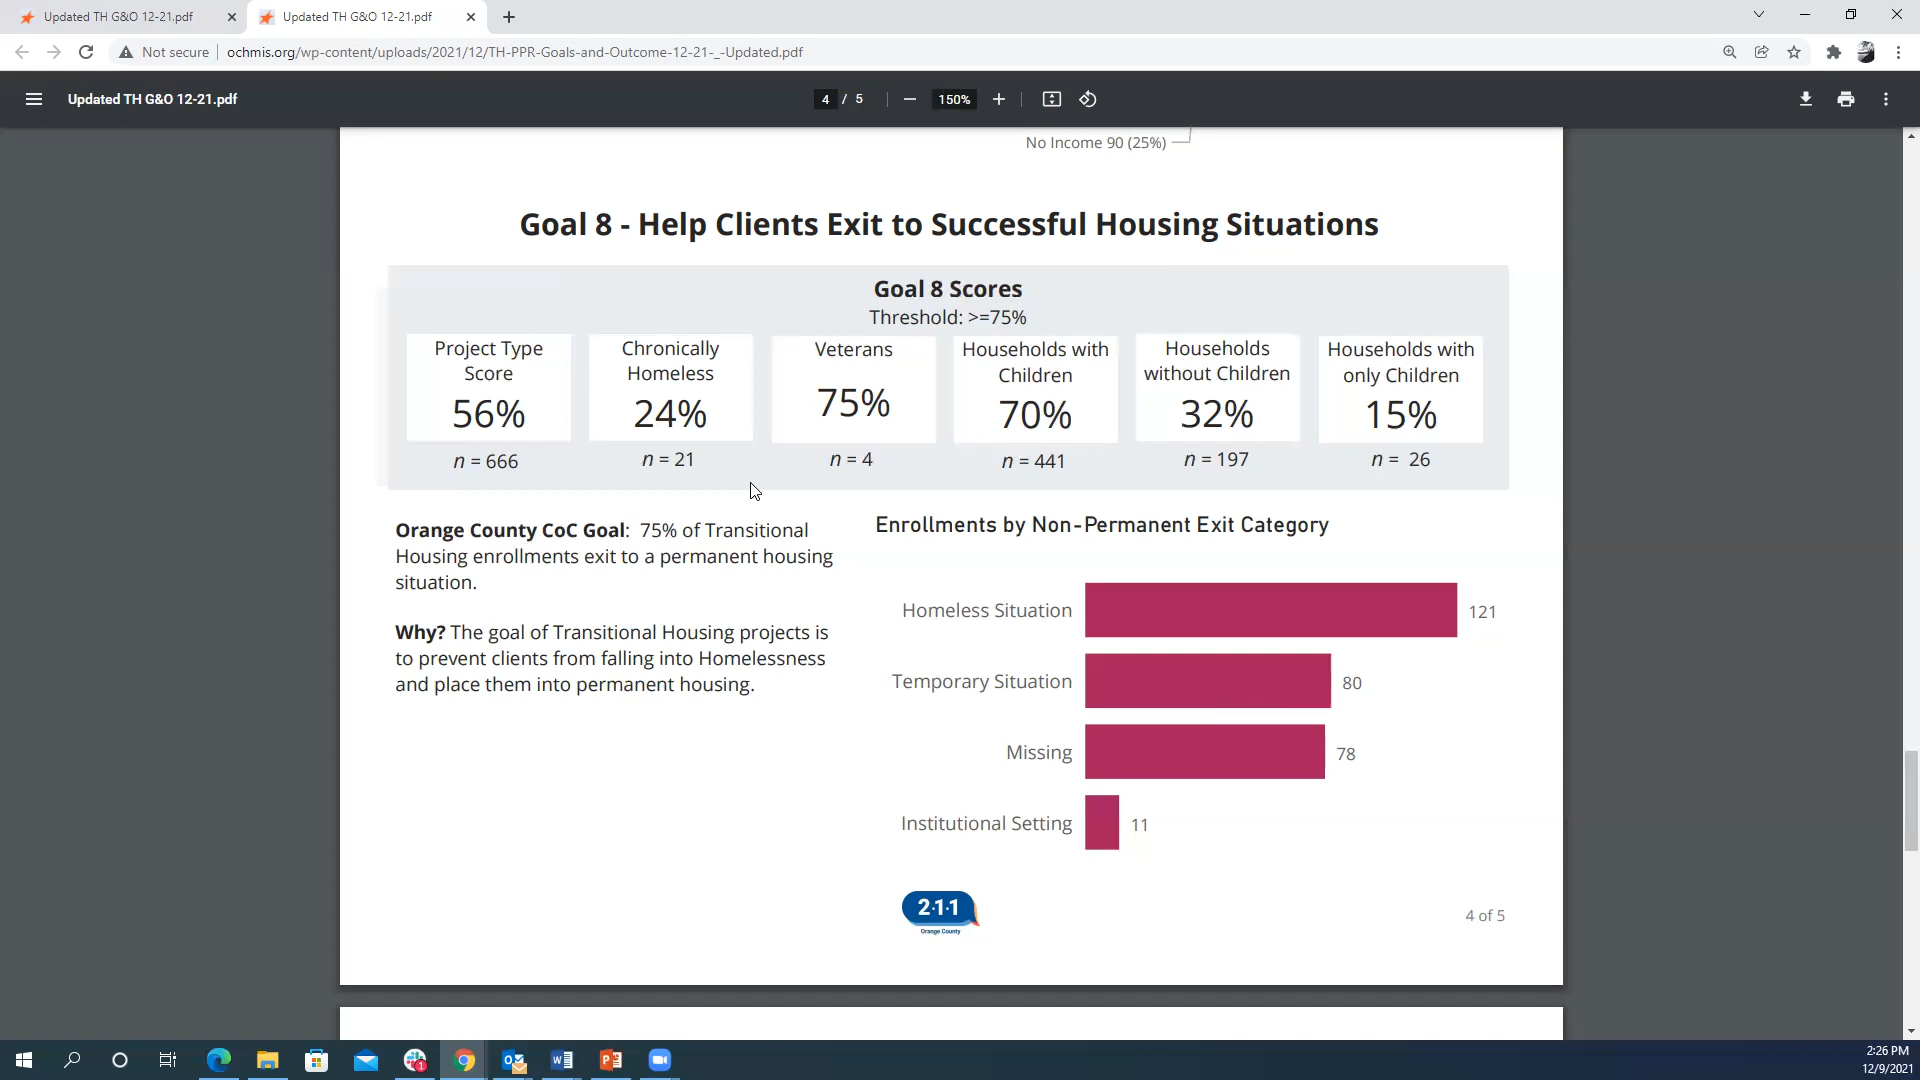 Updated TH G&O 12-21.pdf
Updated TH G&O 12-21.pdf
Not secure
ochmis.org/wp-content/uploads/2021/12/TH-PPR-Goals-and-Outcome-12-21-_-Updated.pdf
Updated TH G&O 12-21.pdf
4 / 5
150%
No Income 90 (25%)
Goal 8 - Help Clients Exit to Successful Housing Situations
Goal 8 Scores
Threshold: >=75%
Project Type
Score
56%
n = 666
Chronically
Homeless
24%
n = 21
Veterans
75%
n = 4
Households with
Children
70%
n = 441
Households
without Children
32%
n = 197
Households with
only Children
15%
n = 26
Orange County CoC Goal: 75% of Transitional
Housing enrollments exit to a permanent housing
situation.
Why? The goal of Transitional Housing projects is
to prevent clients from falling into Homelessness
and place them into permanent housing.
Enrollments by Non-Permanent Exit Category
Homeless Situation 121
Temporary Situation 80
Missing 78
Institutional Setting 11
2·1·1
Orange County
4 of 5
2:26 PM
12/9/2021